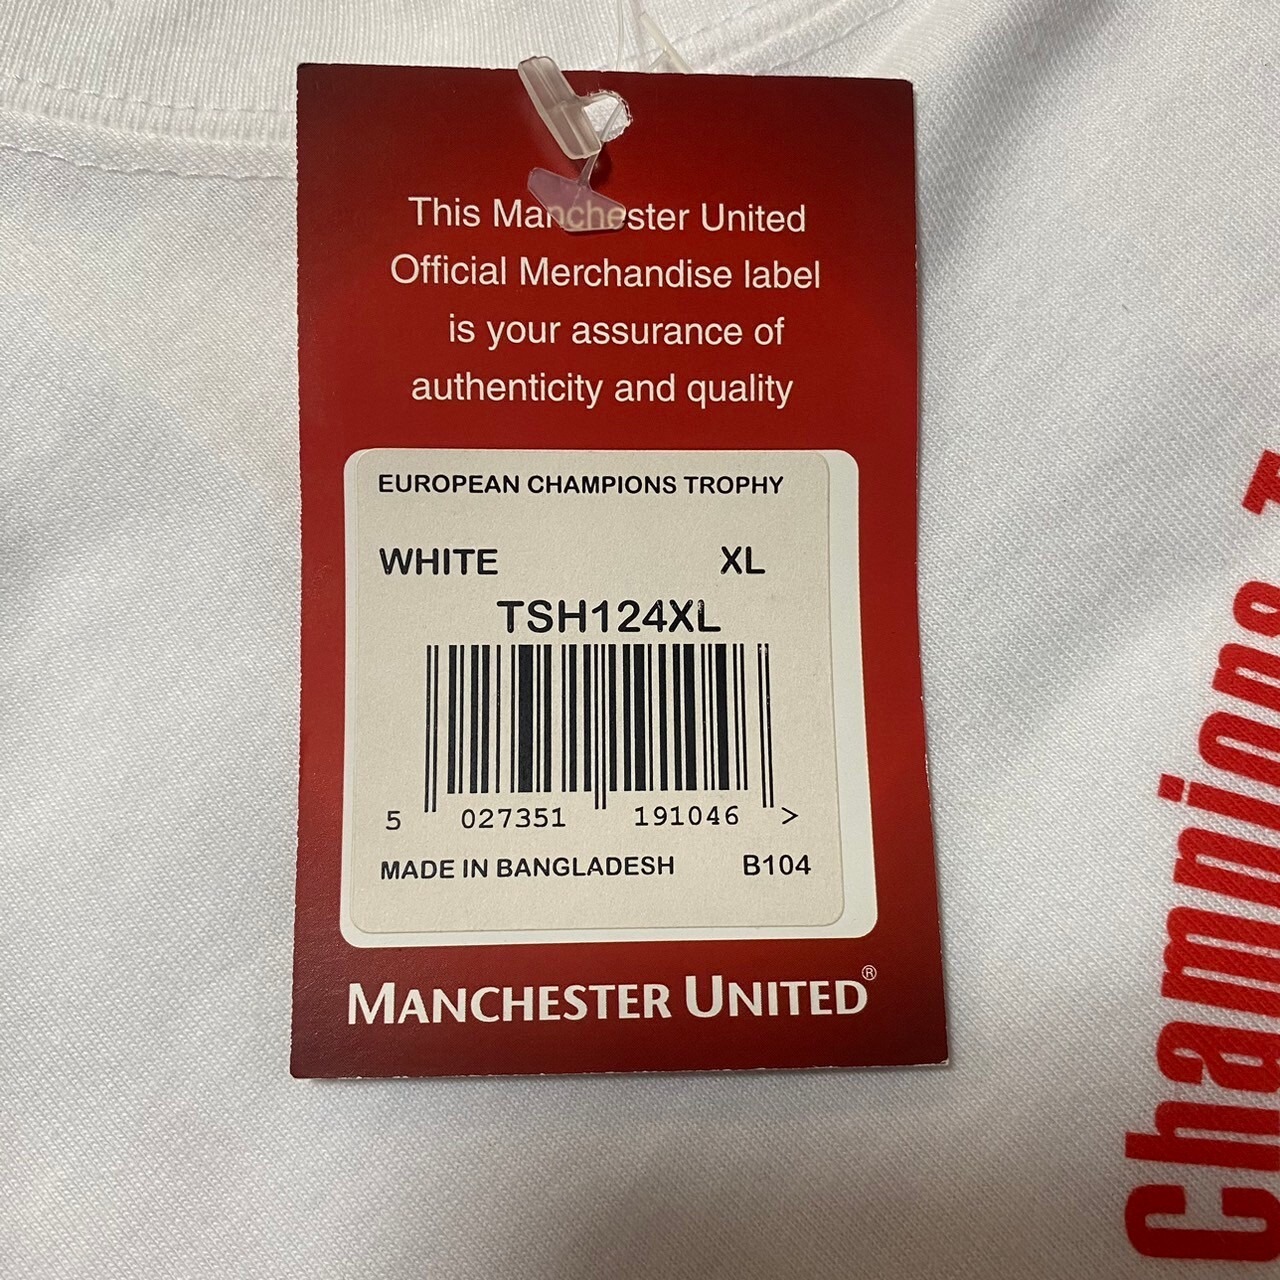 This Manchester United
Official Merchandise label
is your assurance of
authenticity and quality
EUROPEAN CHAMPIONS TROPHY
WHITE XL
TSH124XL
5 027351 191046 >
MADE IN BANGLADESH B104
MANCHESTER UNITED®
Champions